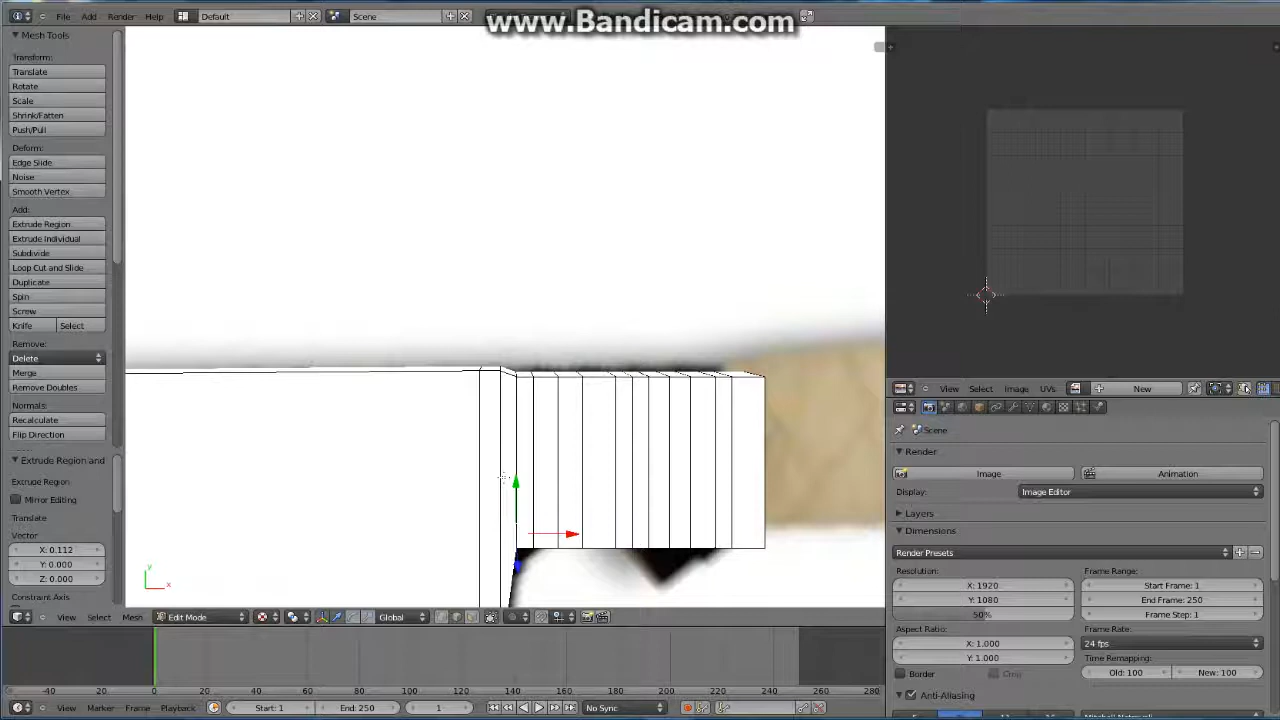 File Add Render Help Default Scene
www.Bandicam.com
Mesh Tools
Transform:
Translate
Rotate
Scale
Shrink/Fatten
Push/Pull
Deform:
Edge Slide
Noise
Smooth Vertex
Add:
Extrude Region
Extrude Individual
Subdivide
Loop Cut and Slide
Duplicate
Spin
Screw
Knife Select
Remove:
Delete
Merge
Remove Doubles
Normals:
Recalculate
Flip Direction
Extrude Region and
Extrude Region
Mirror Editing
Translate
Vector
X: 0.112
Y: 0.000
Z: 0.000
Constraint Axis
y
x
View Select Mesh Edit Mode Global
-40 -20 0 20 40 60 80 100 120 140 160 180 200 220 240 260 280
View Marker Frame Playback Start: 1 End: 250 1 No Sync
View Select Image UVs New
Scene
Render
Image Animation
Display: Image Editor
Layers
Dimensions
Render Presets
Resolution: Frame Range:
X: 1920 Start Frame: 1
Y: 1080 End Frame: 250
50% Frame Step: 1
Aspect Ratio: Frame Rate:
X: 1.000 24 fps
Y: 1.000 Time Remapping:
Border Crop Old: 100 New: 100
Anti-Aliasing